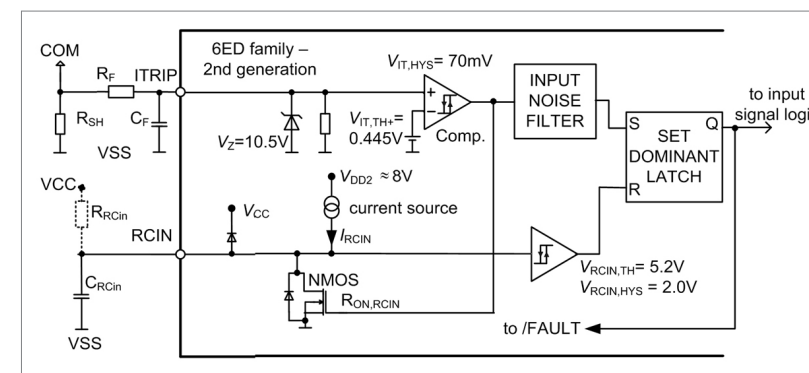 6ED family –
2nd generation
COM
RF
ITRIP
RSH
CF
VSS
VIT,HYS= 70mV
VZ=10.5V
VIT,TH+=
0.445V
Comp.
INPUT
NOISE
FILTER
to input
signal logi
S
Q
SET
DOMINANT
LATCH
R
VCC
RRCin
RCIN
CRCin
VSS
VCC
VDD2 ≈8V
current source
IRCIN
NMOS
RON,RCIN
VRCIN,TH= 5.2V
VRCIN,HYS = 2.0V
to /FAULT